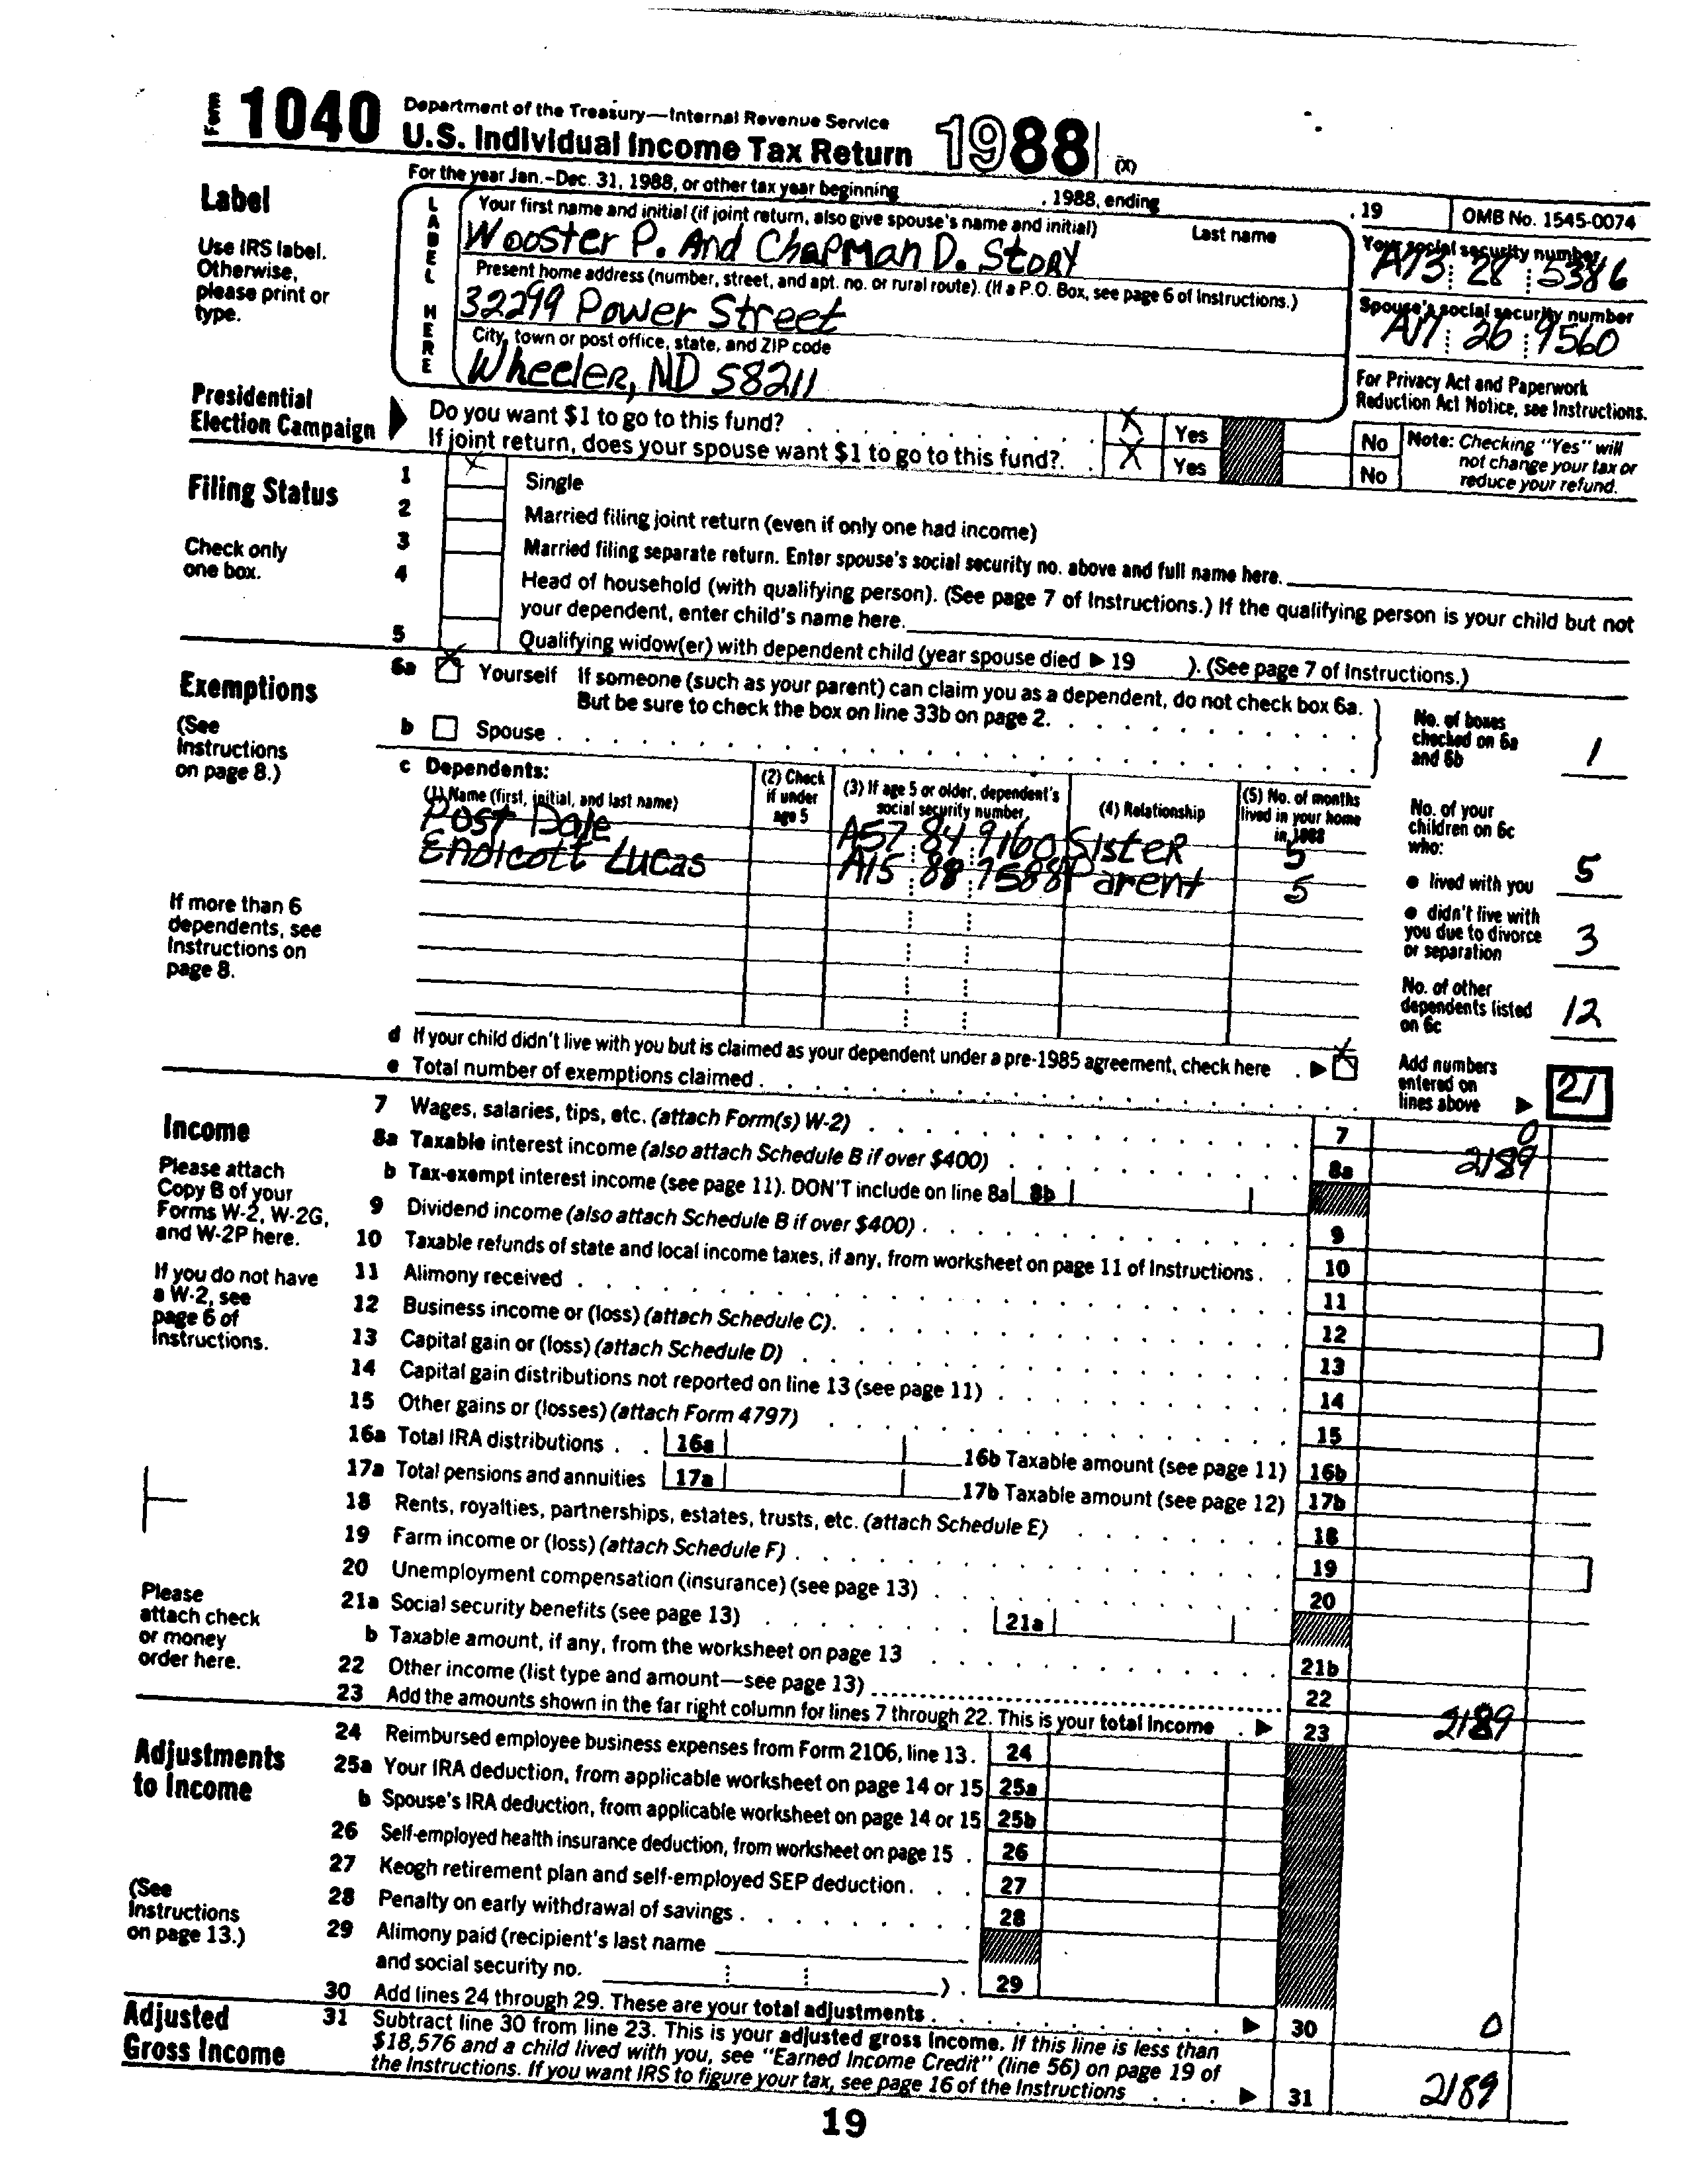 Form 1040 Department of the Treasury—Internal Revenue Service
U.S. Individual Income Tax Return 1988 (X)
For the year Jan.–Dec. 31, 1988, or other tax year beginning , 1988, ending , 19 OMB No. 1545-0074
Label
Use IRS label.
Otherwise,
please print or
type.
LABEL HERE
Your first name and initial (if joint return, also give spouse's name and initial) Last name
Wooster P. And Chapman D. Story
Your social security number
A73 28 5386
Present home address (number, street, and apt. no. or rural route). (If a P.O. Box, see page 6 of Instructions.)
32299 Power Street
Spouse's social security number
A17 26 9560
City, town or post office, state, and ZIP code
Wheeler, ND 58211
For Privacy Act and Paperwork
Reduction Act Notice, see Instructions.
Presidential
Election Campaign
Do you want $1 to go to this fund? . . . . X Yes No
If joint return, does your spouse want $1 to go to this fund?. X Yes No
Note: Checking "Yes" will
not change your tax or
reduce your refund.
Filing Status
Check only
one box.
1 X Single
2 Married filing joint return (even if only one had income)
3 Married filing separate return. Enter spouse's social security no. above and full name here.
4 Head of household (with qualifying person). (See page 7 of Instructions.) If the qualifying person is your child but not
your dependent, enter child's name here.
5 Qualifying widow(er) with dependent child (year spouse died ▶ 19 ). (See page 7 of Instructions.)
Exemptions
(See
Instructions
on page 8.)
6a X Yourself If someone (such as your parent) can claim you as a dependent, do not check box 6a.
But be sure to check the box on line 33b on page 2.
b Spouse
No. of boxes
checked on 6a
and 6b 1
c Dependents:
(1) Name (first, initial, and last name)
(2) Check
if under
age 5
(3) If age 5 or older, dependent's
social security number
(4) Relationship
(5) No. of months
lived in your home
in 1988
Post Dale A57 84 9160 Sister 5
Endicott Lucas A15 88 7588 Parent 5
If more than 6
dependents, see
Instructions on
page 8.
No. of your
children on 6c
who:
● lived with you 5
● didn't live with
you due to divorce
or separation 3
No. of other
dependents listed
on 6c 12
d If your child didn't live with you but is claimed as your dependent under a pre-1985 agreement, check here . ▶ X
e Total number of exemptions claimed
Add numbers
entered on
lines above ▶ 21
Income
Please attach
Copy B of your
Forms W-2, W-2G,
and W-2P here.
If you do not have
a W-2, see
page 6 of
Instructions.
Please
attach check
or money
order here.
7 Wages, salaries, tips, etc. (attach Form(s) W-2) 7 0
8a Taxable interest income (also attach Schedule B if over $400) 8a 2189
b Tax-exempt interest income (see page 11). DON'T include on line 8a 8b
9 Dividend income (also attach Schedule B if over $400) 9
10 Taxable refunds of state and local income taxes, if any, from worksheet on page 11 of Instructions 10
11 Alimony received 11
12 Business income or (loss) (attach Schedule C). 12
13 Capital gain or (loss) (attach Schedule D) 13
14 Capital gain distributions not reported on line 13 (see page 11) 14
15 Other gains or (losses) (attach Form 4797) 15
16a Total IRA distributions 16a 16b Taxable amount (see page 11) 16b
17a Total pensions and annuities 17a 17b Taxable amount (see page 12) 17b
18 Rents, royalties, partnerships, estates, trusts, etc. (attach Schedule E) 18
19 Farm income or (loss) (attach Schedule F) 19
20 Unemployment compensation (insurance) (see page 13) 20
21a Social security benefits (see page 13) 21a
b Taxable amount, if any, from the worksheet on page 13 21b
22 Other income (list type and amount—see page 13) 22
23 Add the amounts shown in the far right column for lines 7 through 22. This is your total income ▶ 23 2189
Adjustments
to Income
(See
Instructions
on page 13.)
24 Reimbursed employee business expenses from Form 2106, line 13. 24
25a Your IRA deduction, from applicable worksheet on page 14 or 15 25a
b Spouse's IRA deduction, from applicable worksheet on page 14 or 15 25b
26 Self-employed health insurance deduction, from worksheet on page 15 26
27 Keogh retirement plan and self-employed SEP deduction 27
28 Penalty on early withdrawal of savings 28
29 Alimony paid (recipient's last name
and social security no. ) 29
30 Add lines 24 through 29. These are your total adjustments ▶ 30 0
Adjusted
Gross Income
31 Subtract line 30 from line 23. This is your adjusted gross income. If this line is less than
$18,576 and a child lived with you, see "Earned Income Credit" (line 56) on page 19 of
the Instructions. If you want IRS to figure your tax, see page 16 of the Instructions ▶ 31 2189
19